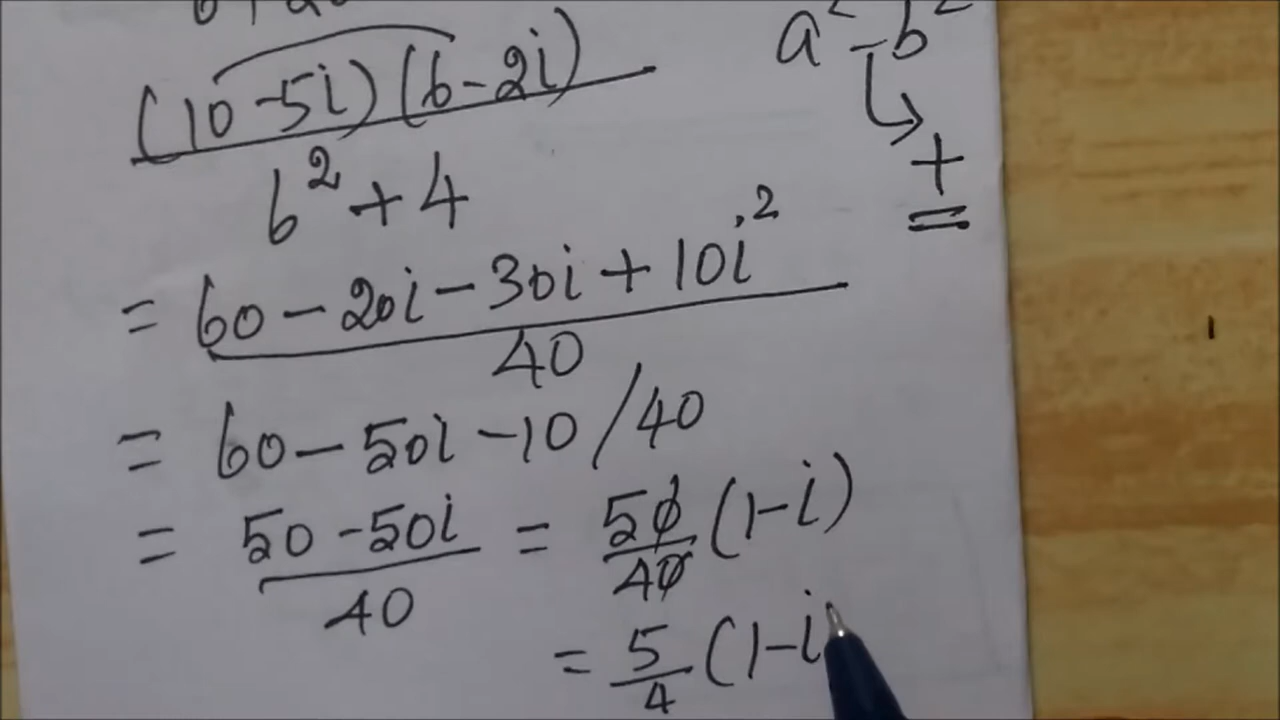 a² - b²
(10-5i)(6-2i)
6² + 4
+
= 60 - 20i - 30i + 10i²
40
= 60 - 50i - 10 / 40
= 50 - 50i = 50 (1-i)
40 40
= 5 (1-i
4